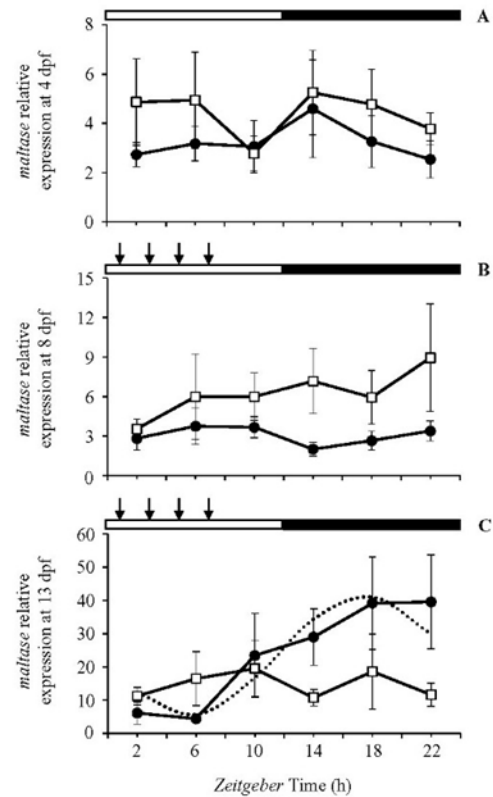 A
maltase relative
expression at 4 dpf
8
6
4
2
0
B
maltase relative
expression at 8 dpf
15
12
9
6
3
0
C
maltase relative
expression at 13 dpf
60
50
40
30
20
10
0
2 6 10 14 18 22
Zeitgeber Time (h)